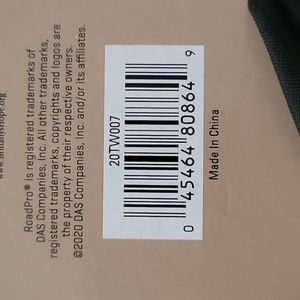 www.BrittanysHope.org
RoadPro® is registered trademarks of
DAS Companies, Inc. All other trademarks,
registered trademarks, copyrights and logos are
the property of their respective owners.
©2020 DAS Companies, Inc. and/or its affiliates.
20TW007
0 45464 80864 9
Made In China